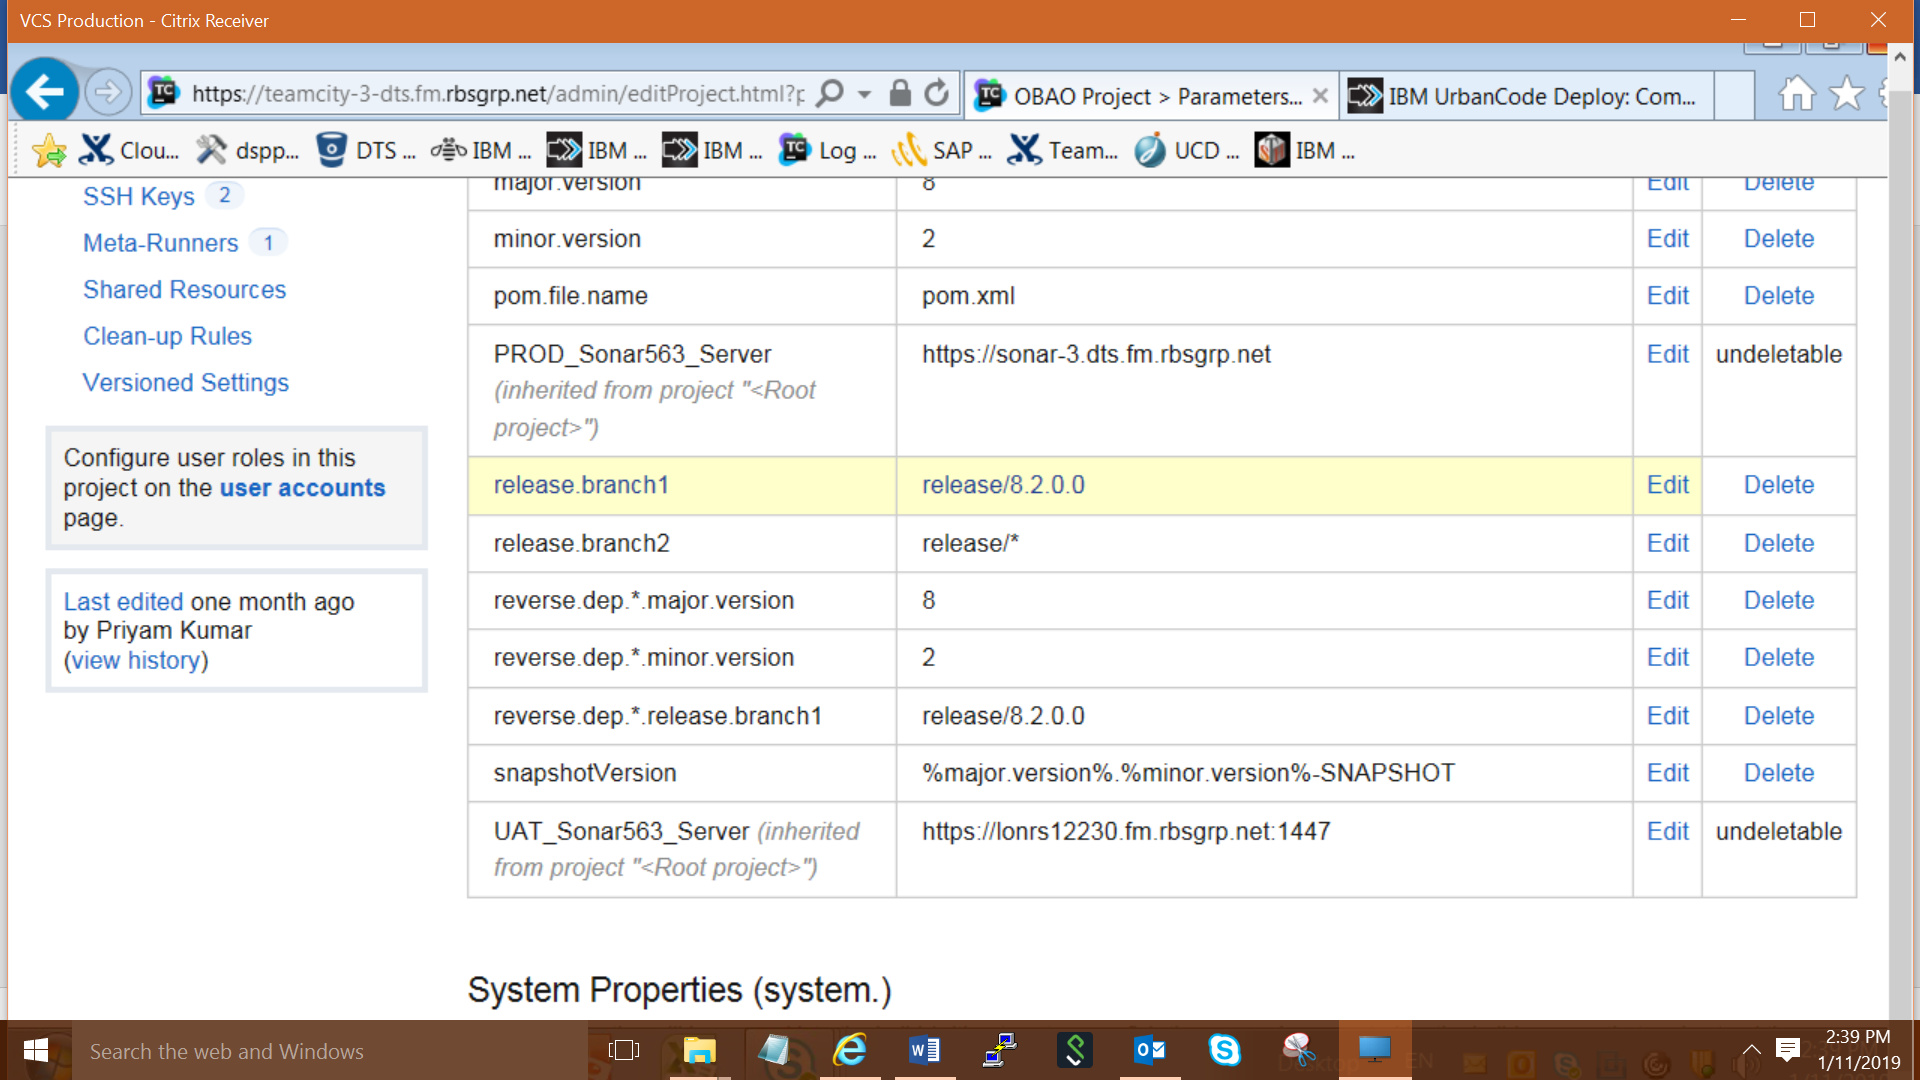 VCS Production - Citrix Receiver
https://teamcity-3-dts.fm.rbsgrp.net/admin/editProject.html?p
OBAO Project > Parameters...
IBM UrbanCode Deploy: Com...
Clou...
dspp...
DTS ...
IBM ...
IBM ...
IBM ...
Log ...
SAP ...
Team...
UCD ...
IBM ...
SSH Keys 2
Meta-Runners 1
Shared Resources
Clean-up Rules
Versioned Settings
Configure user roles in this
project on the user accounts
page.
Last edited one month ago
by Priyam Kumar
(view history)
major.version 8 Edit Delete
minor.version 2 Edit Delete
pom.file.name pom.xml Edit Delete
PROD_Sonar563_Server https://sonar-3.dts.fm.rbsgrp.net Edit undeletable
(inherited from project "<Root
project>")
release.branch1 release/8.2.0.0 Edit Delete
release.branch2 release/* Edit Delete
reverse.dep.*.major.version 8 Edit Delete
reverse.dep.*.minor.version 2 Edit Delete
reverse.dep.*.release.branch1 release/8.2.0.0 Edit Delete
snapshotVersion %major.version%.%minor.version%-SNAPSHOT Edit Delete
UAT_Sonar563_Server (inherited https://lonrs12230.fm.rbsgrp.net:1447 Edit undeletable
from project "<Root project>")
System Properties (system.)
Search the web and Windows
2:39 PM
1/11/2019